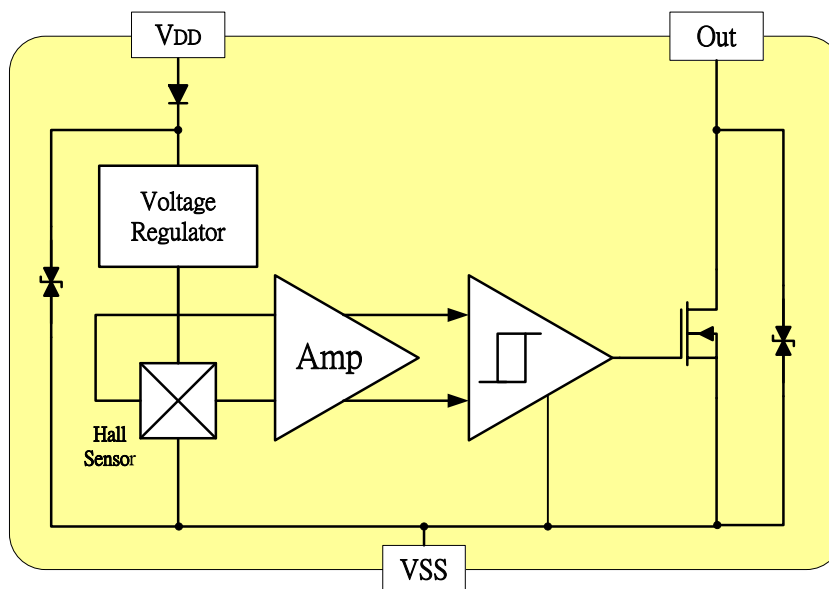 VDD
Out
Voltage
Regulator
Amp
Hall
Sensor
VSS